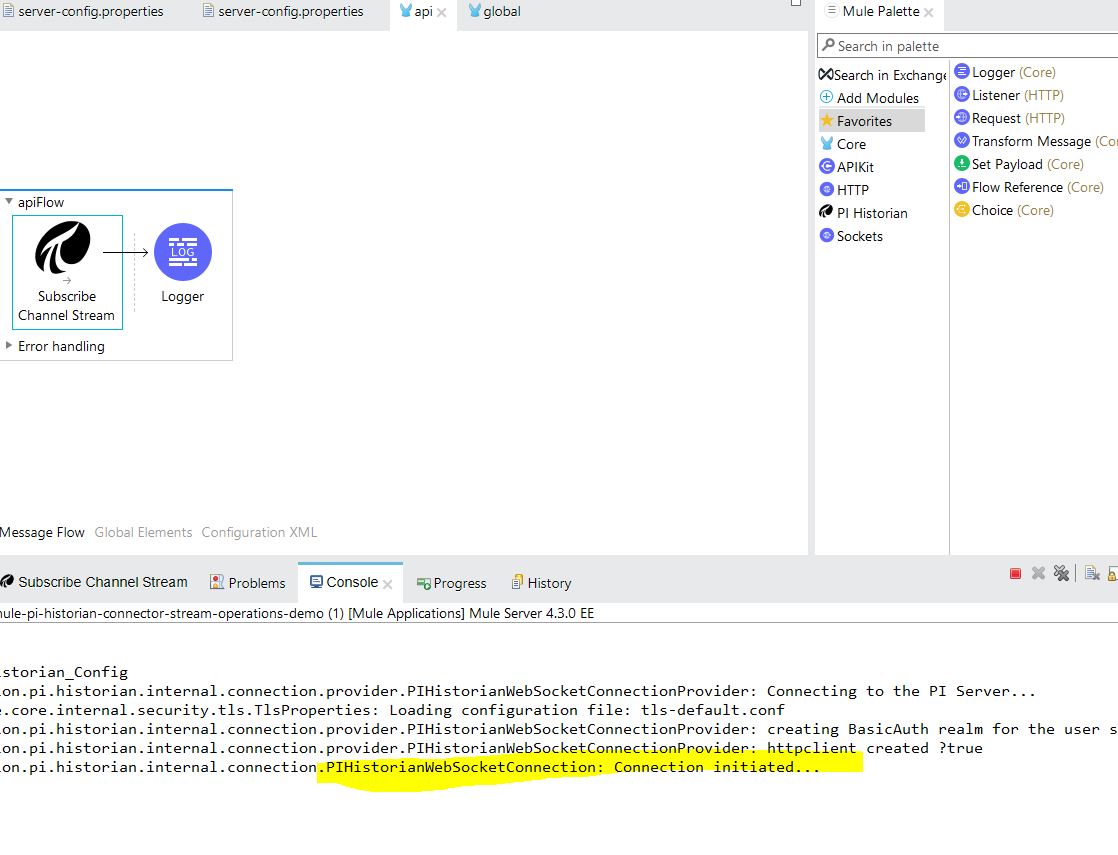 server-config.properties
server-config.properties
api
global
Mule Palette
Search in palette
Search in Exchange
Add Modules
Favorites
Core
APIKit
HTTP
PI Historian
Sockets
Logger (Core)
Listener (HTTP)
Request (HTTP)
Transform Message (Co
Set Payload (Core)
Flow Reference (Core)
Choice (Core)
apiFlow
LOG
Subscribe
Channel Stream
Logger
Error handling
Message Flow
Global Elements
Configuration XML
Subscribe Channel Stream
Problems
Console
Progress
History
mule-pi-historian-connector-stream-operations-demo (1) [Mule Applications] Mule Server 4.3.0 EE
istorian_Config
ion.pi.historian.internal.connection.provider.PIHistorianWebSocketConnectionProvider: Connecting to the PI Server...
e.core.internal.security.tls.TlsProperties: Loading configuration file: tls-default.conf
ion.pi.historian.internal.connection.provider.PIHistorianWebSocketConnectionProvider: creating BasicAuth realm for the user s
ion.pi.historian.internal.connection.provider.PIHistorianWebSocketConnectionProvider: httpclient created ?true
ion.pi.historian.internal.connection.PIHistorianWebSocketConnection: Connection initiated...